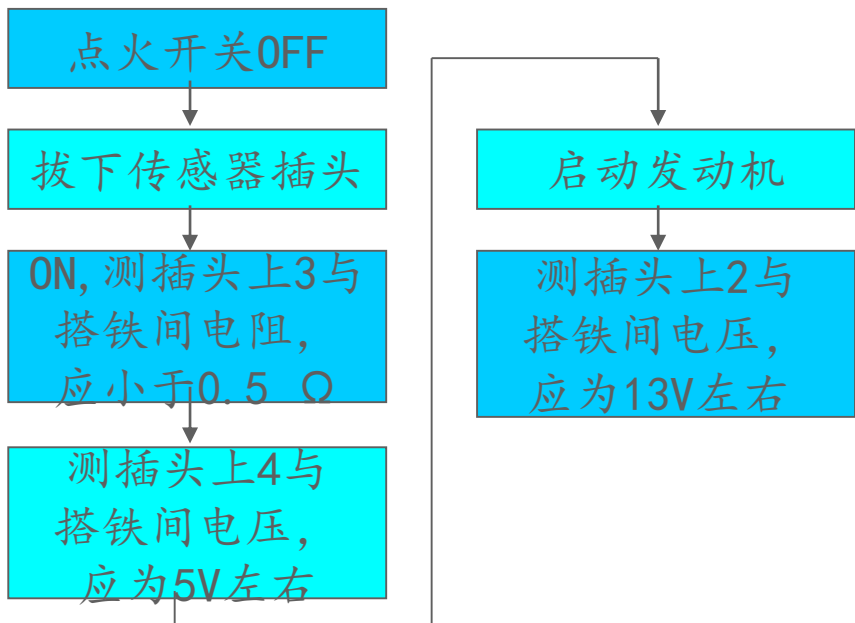 点火开关OFF
拔下传感器插头
ON,测插头上3与
搭铁间电阻,
应小于0.5 Ω
测插头上4与
搭铁间电压,
应为5V左右
启动发动机
测插头上2与
搭铁间电压,
应为13V左右